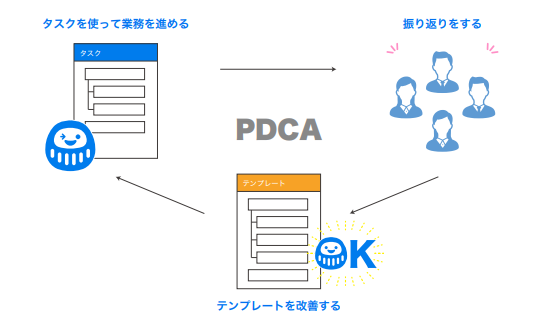 タスクを使って業務を進める
振り返りをする
タスク
PDCA
テンプレート
OK
テンプレートを改善する